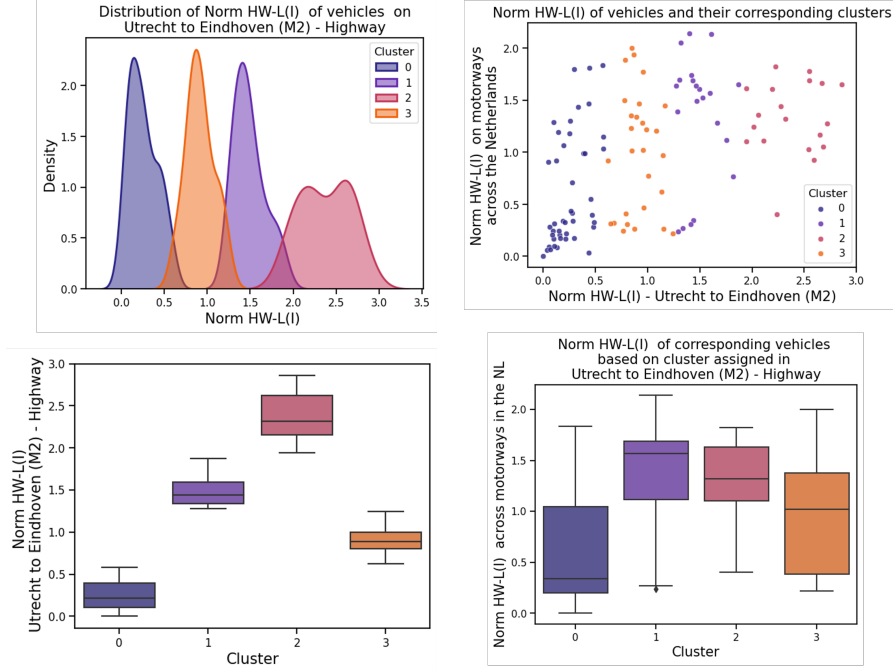 Distribution of Norm HW-L(I) of vehicles on
Utrecht to Eindhoven (M2) - Highway
Density
2.0
1.5
1.0
0.5
0.0
Cluster
0
1
2
3
0.0 0.5 1.0 1.5 2.0 2.5 3.0 3.5
Norm HW-L(I)
Norm HW-L(I) of vehicles and their corresponding clusters
Norm HW-L(I) on motorways
across the Netherlands
2.0
1.5
1.0
0.5
0.0
Cluster
0
1
2
3
0.0 0.5 1.0 1.5 2.0 2.5 3.0
Norm HW-L(I) - Utrecht to Eindhoven (M2)
Norm HW-L(I)
Utrecht to Eindhoven (M2) - Highway
3.0
2.5
2.0
1.5
1.0
0.5
0.0
0 1 2 3
Cluster
Norm HW-L(I) of corresponding vehicles
based on cluster assigned in
Utrecht to Eindhoven (M2) - Highway
Norm HW-L(I) across motorways in the NL
2.0
1.5
1.0
0.5
0.0
0 1 2 3
Cluster